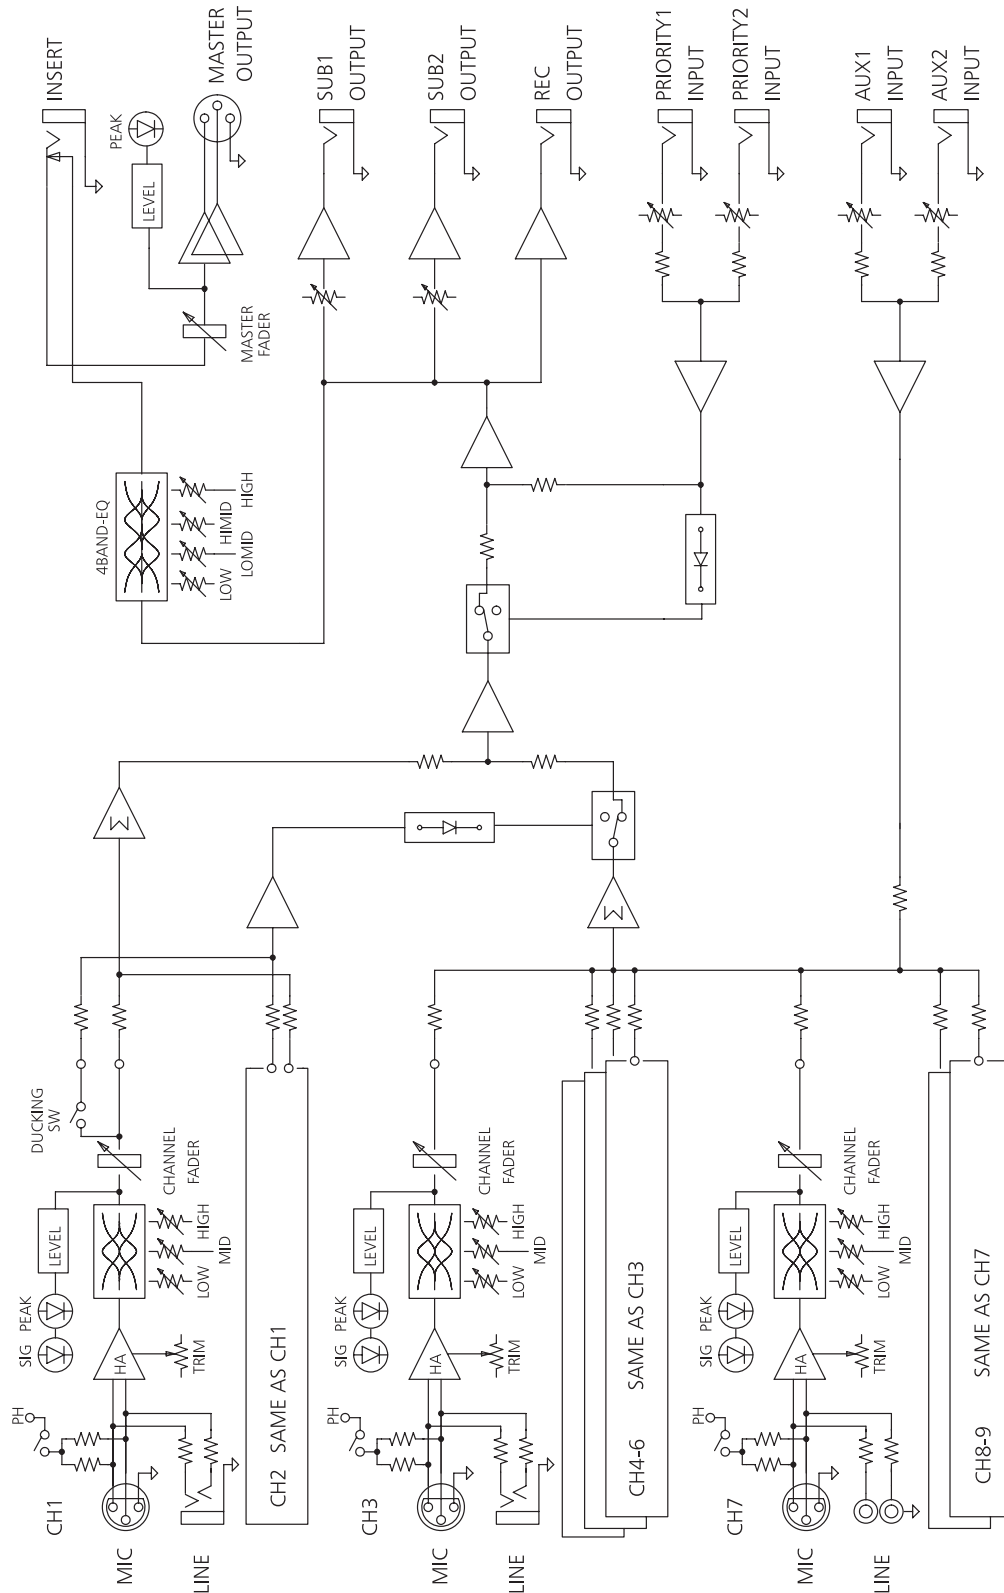 CH1
MIC
LINE
PH
HA
TRIM
SIG
PEAK
LEVEL
LOW
MID
HIGH
CHANNEL
FADER
DUCKING
SW
CH2 SAME AS CH1
Σ
CH3
MIC
LINE
PH
HA
TRIM
SIG
PEAK
LEVEL
LOW
MID
HIGH
CHANNEL
FADER
CH4-6 SAME AS CH3
Σ
CH7
MIC
LINE
PH
HA
TRIM
SIG
PEAK
LEVEL
LOW
MID
HIGH
CHANNEL
FADER
CH8-9 SAME AS CH7
4BAND-EQ
LOW
LOMID
HIMID
HIGH
MASTER
FADER
LEVEL
PEAK
INSERT
MASTER
OUTPUT
SUB1
OUTPUT
SUB2
OUTPUT
REC
OUTPUT
PRIORITY1
INPUT
PRIORITY2
INPUT
AUX1
INPUT
AUX2
INPUT